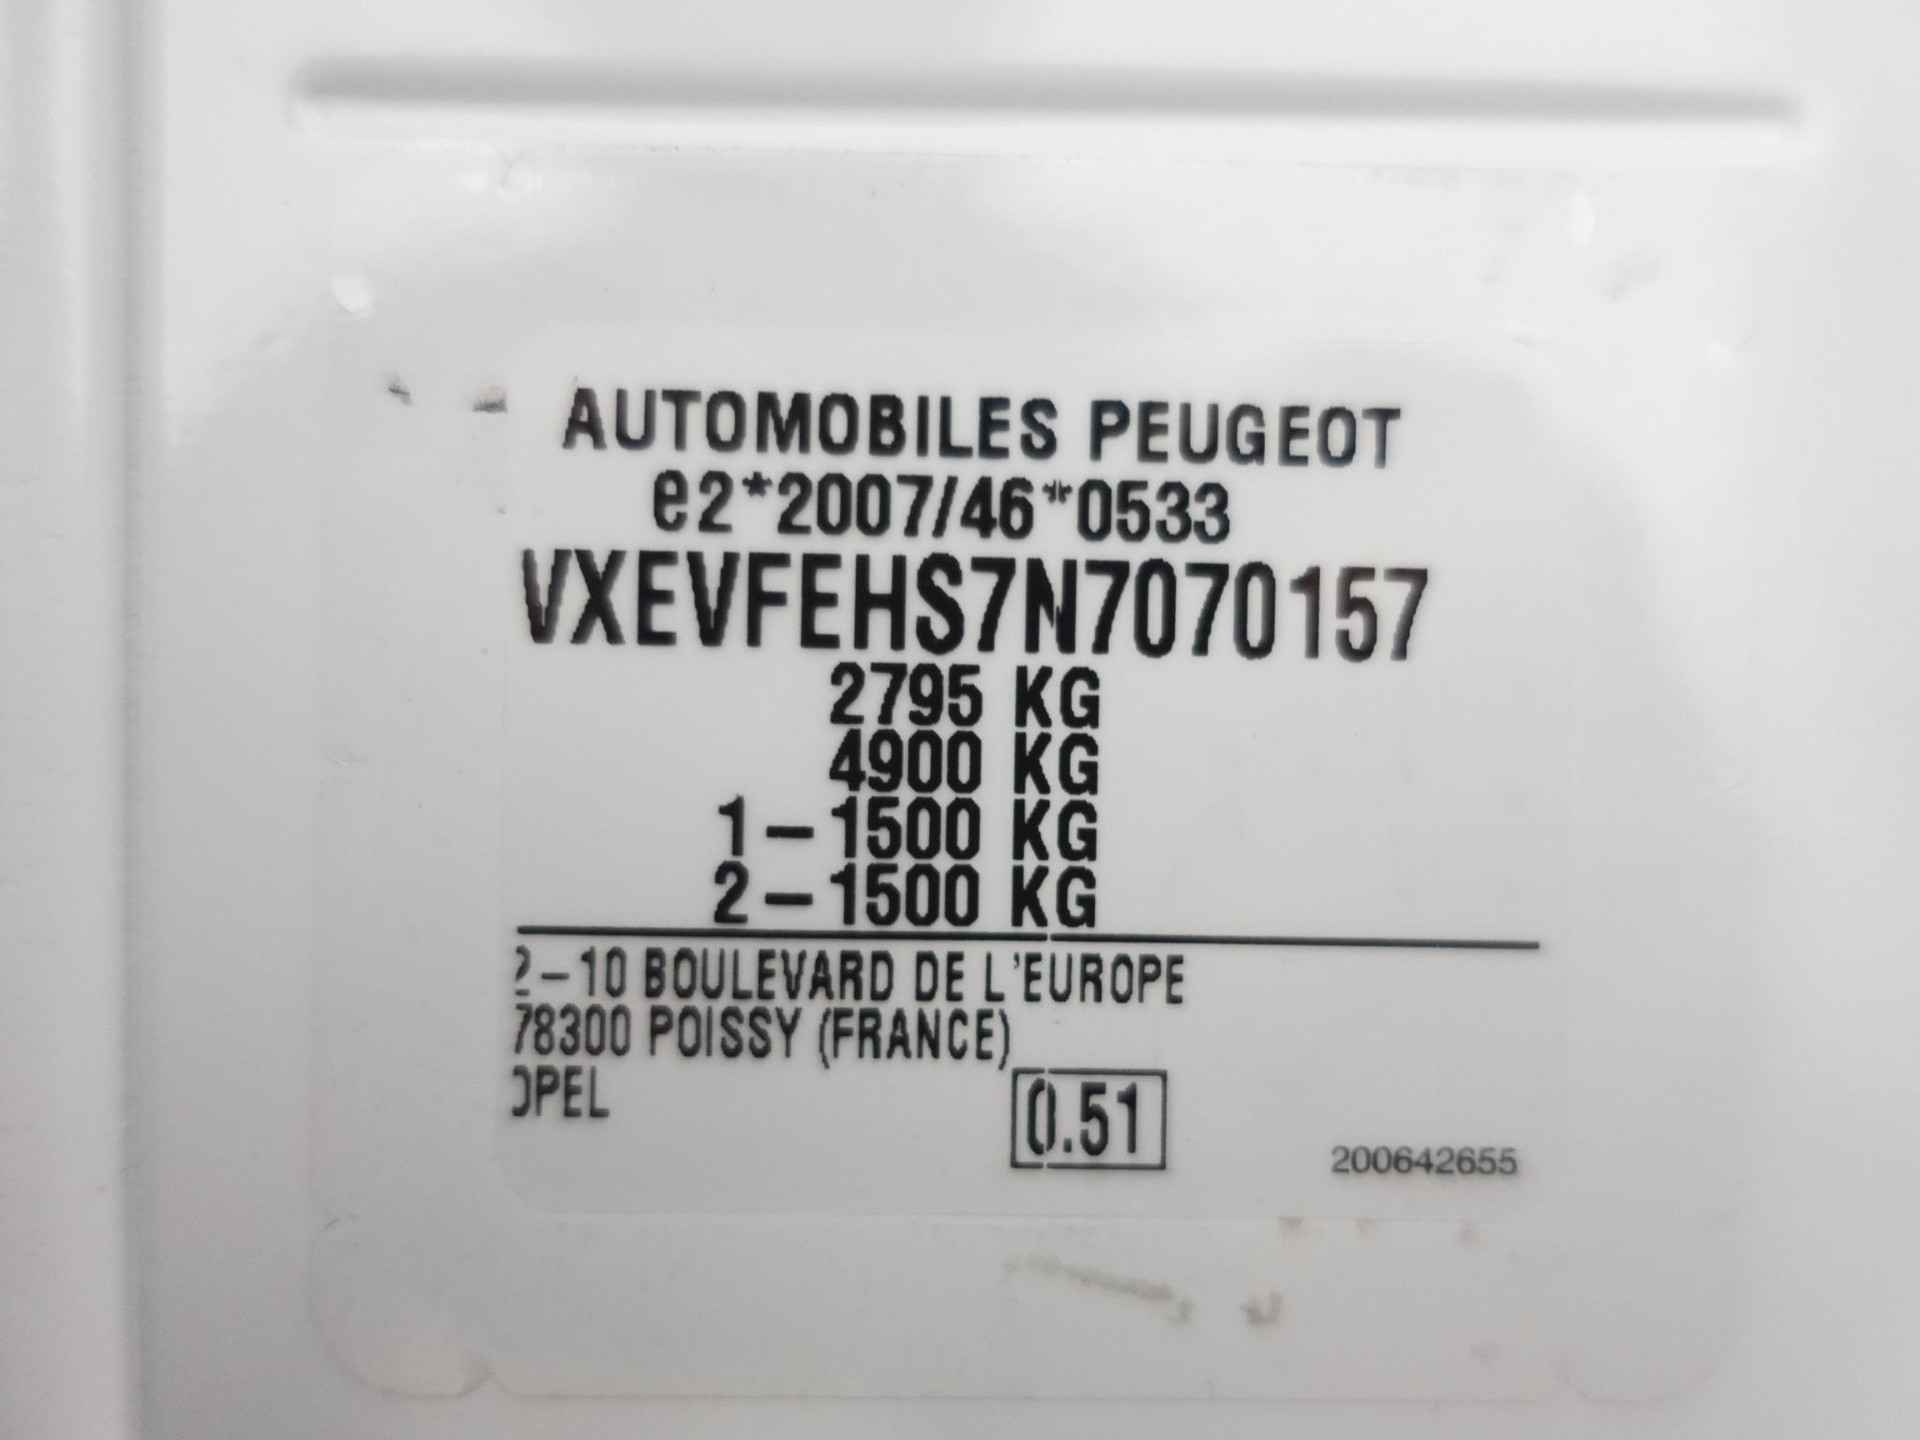 AUTOMOBILES PEUGEOT
e2*2007/46*0533
VXEVFEHS7N7070157
2795 KG
4900 KG
1-1500 KG
2-1500 KG
2-10 BOULEVARD DE L'EUROPE
78300 POISSY (FRANCE)
OPEL
0.51
200642655